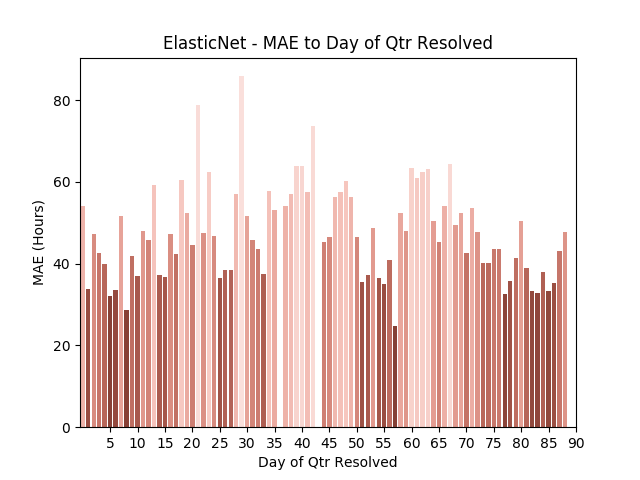 ElasticNet - MAE to Day of Qtr Resolved
MAE (Hours)
80
60
40
20
0
5 10 15 20 25 30 35 40 45 50 55 60 65 70 75 80 85 90
Day of Qtr Resolved